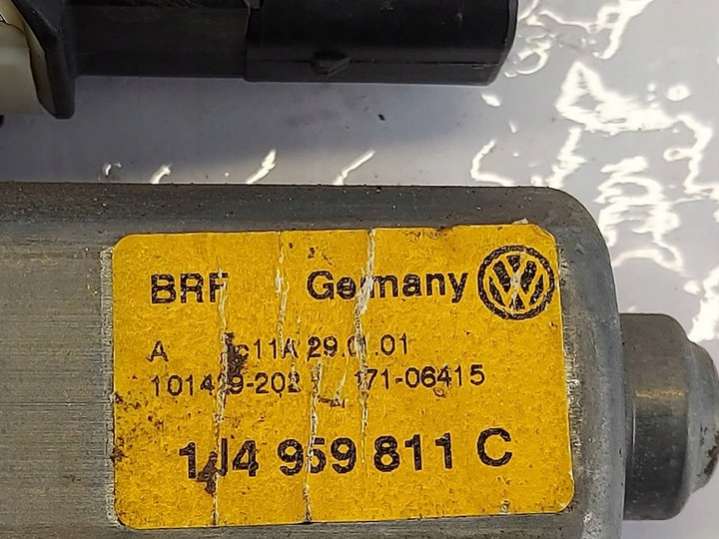 BRF Germany
A 11A 29.01.01
171-06415
1J4 959 811 C